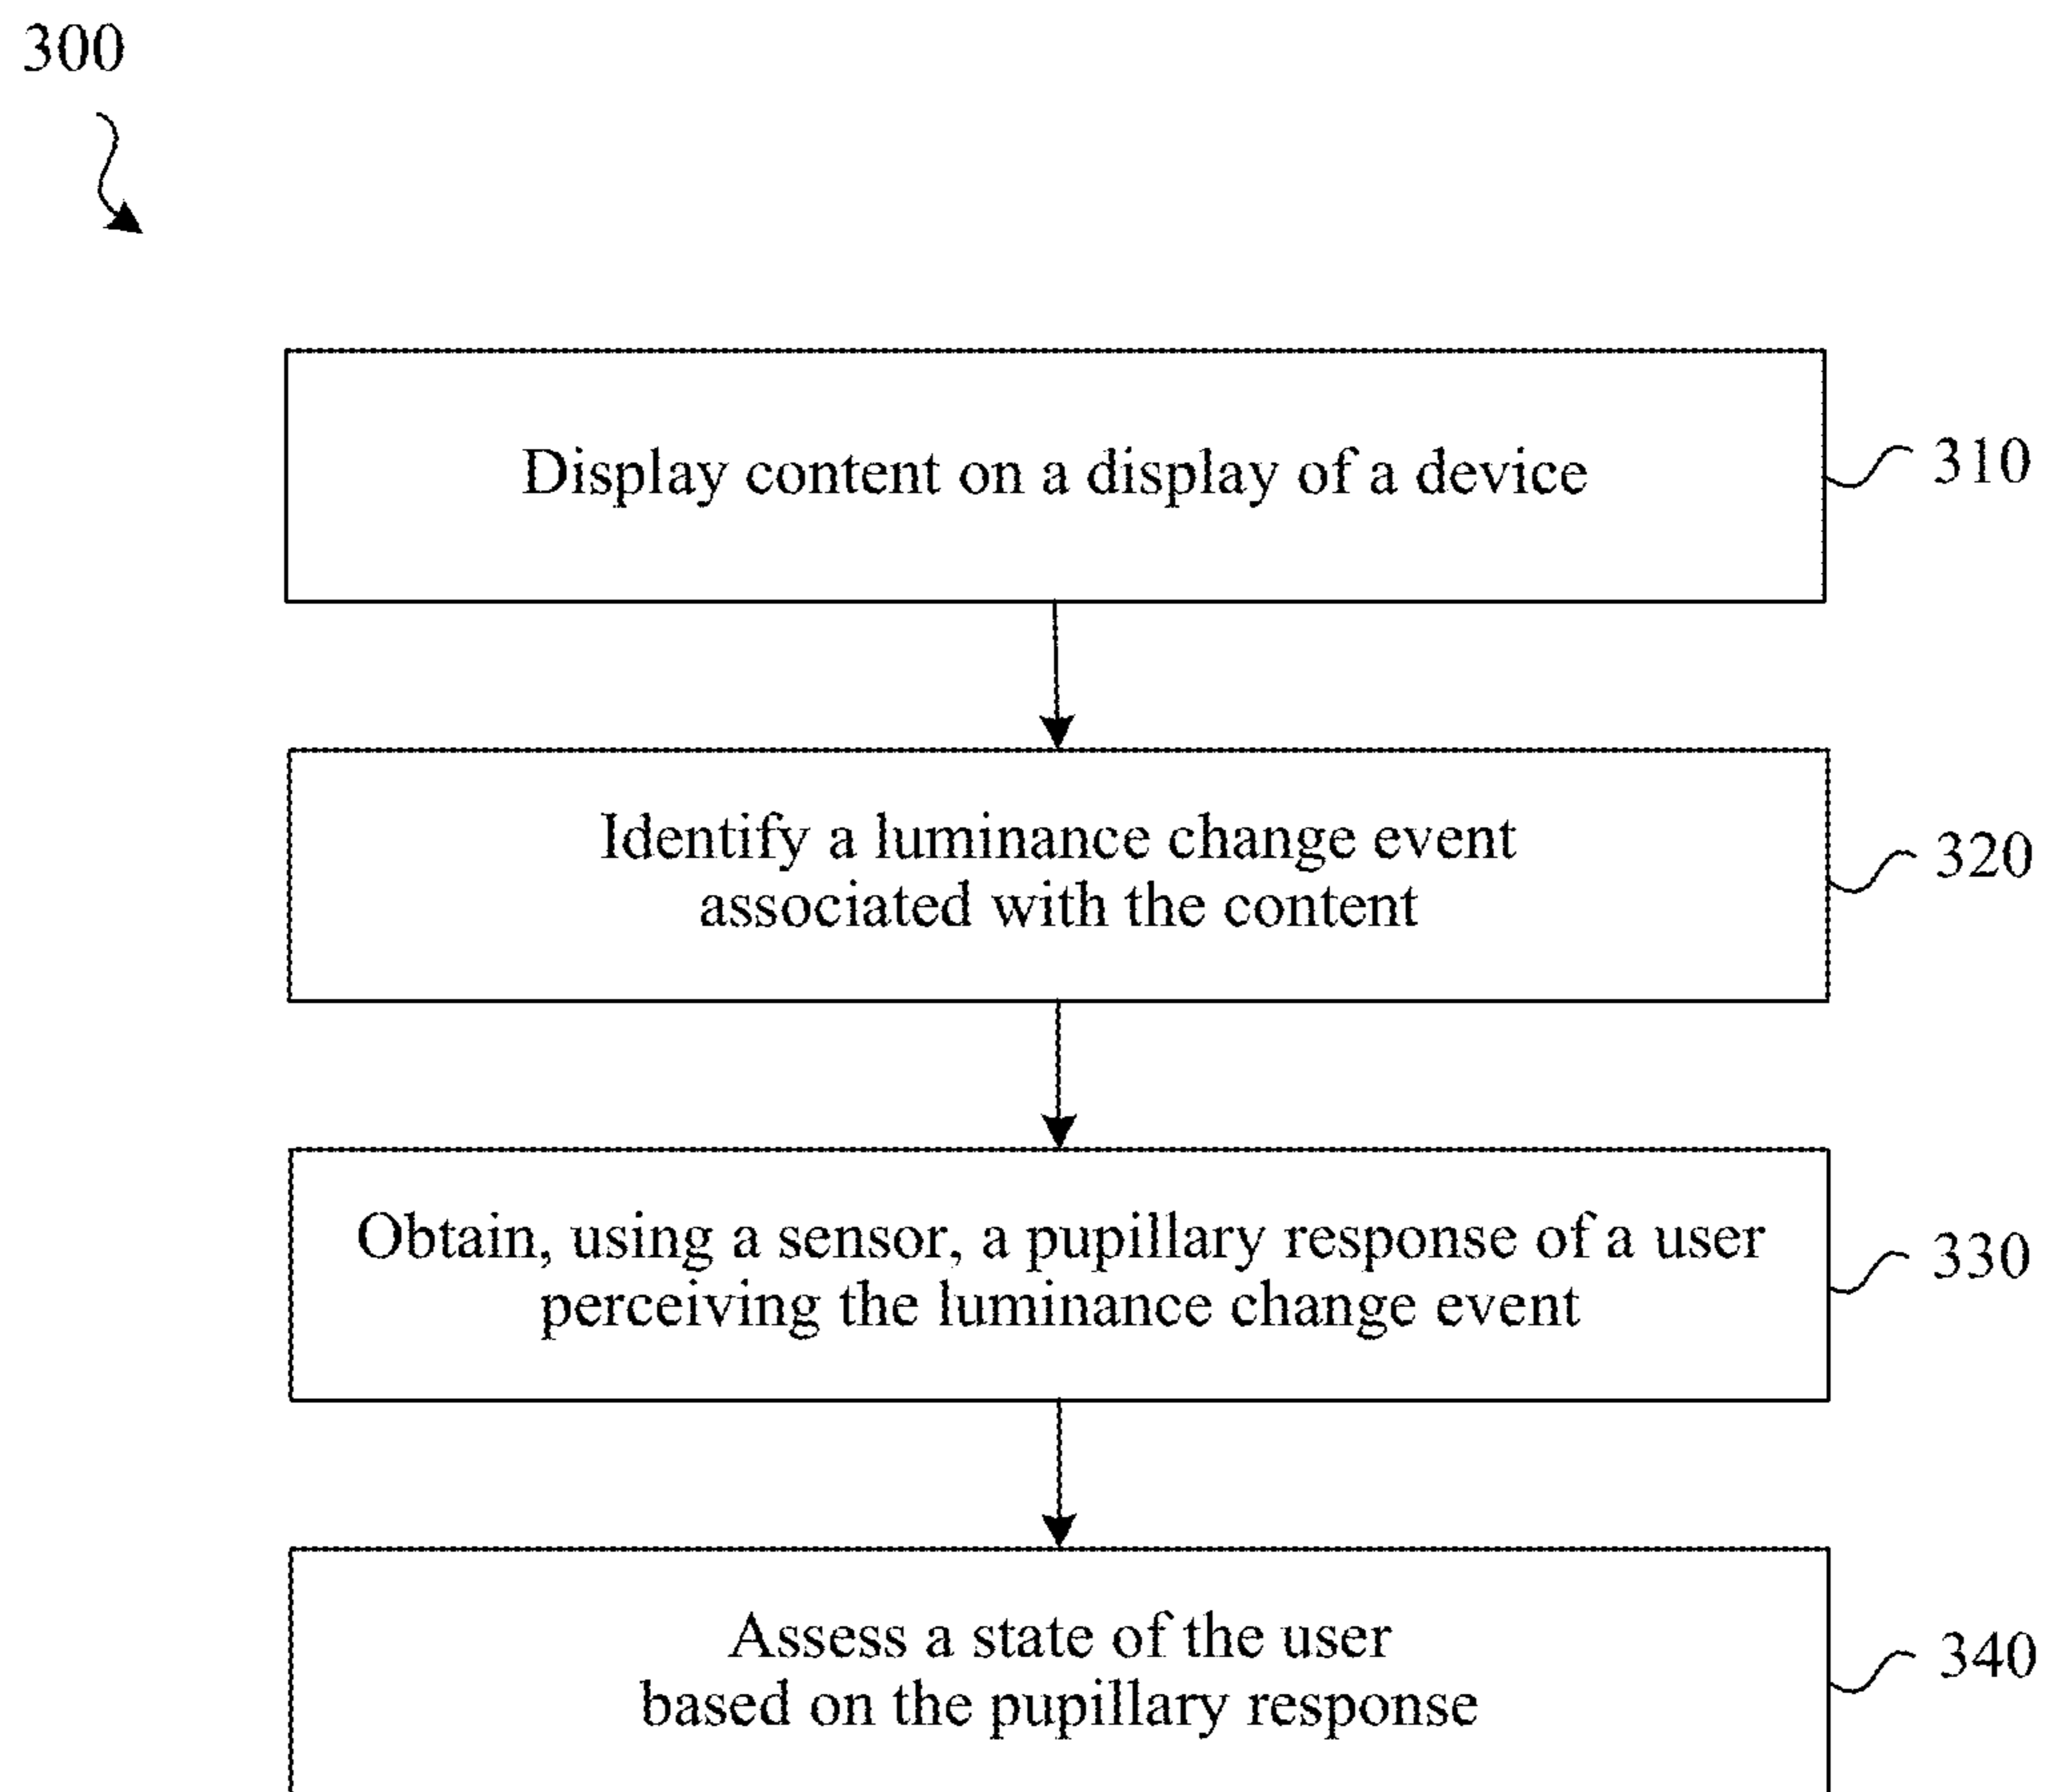 300
Display content on a display of a device
310
Identify a luminance change event
associated with the content
320
Obtain, using a sensor, a pupillary response of a user
perceiving the luminance change event
330
Assess a state of the user
based on the pupillary response
340